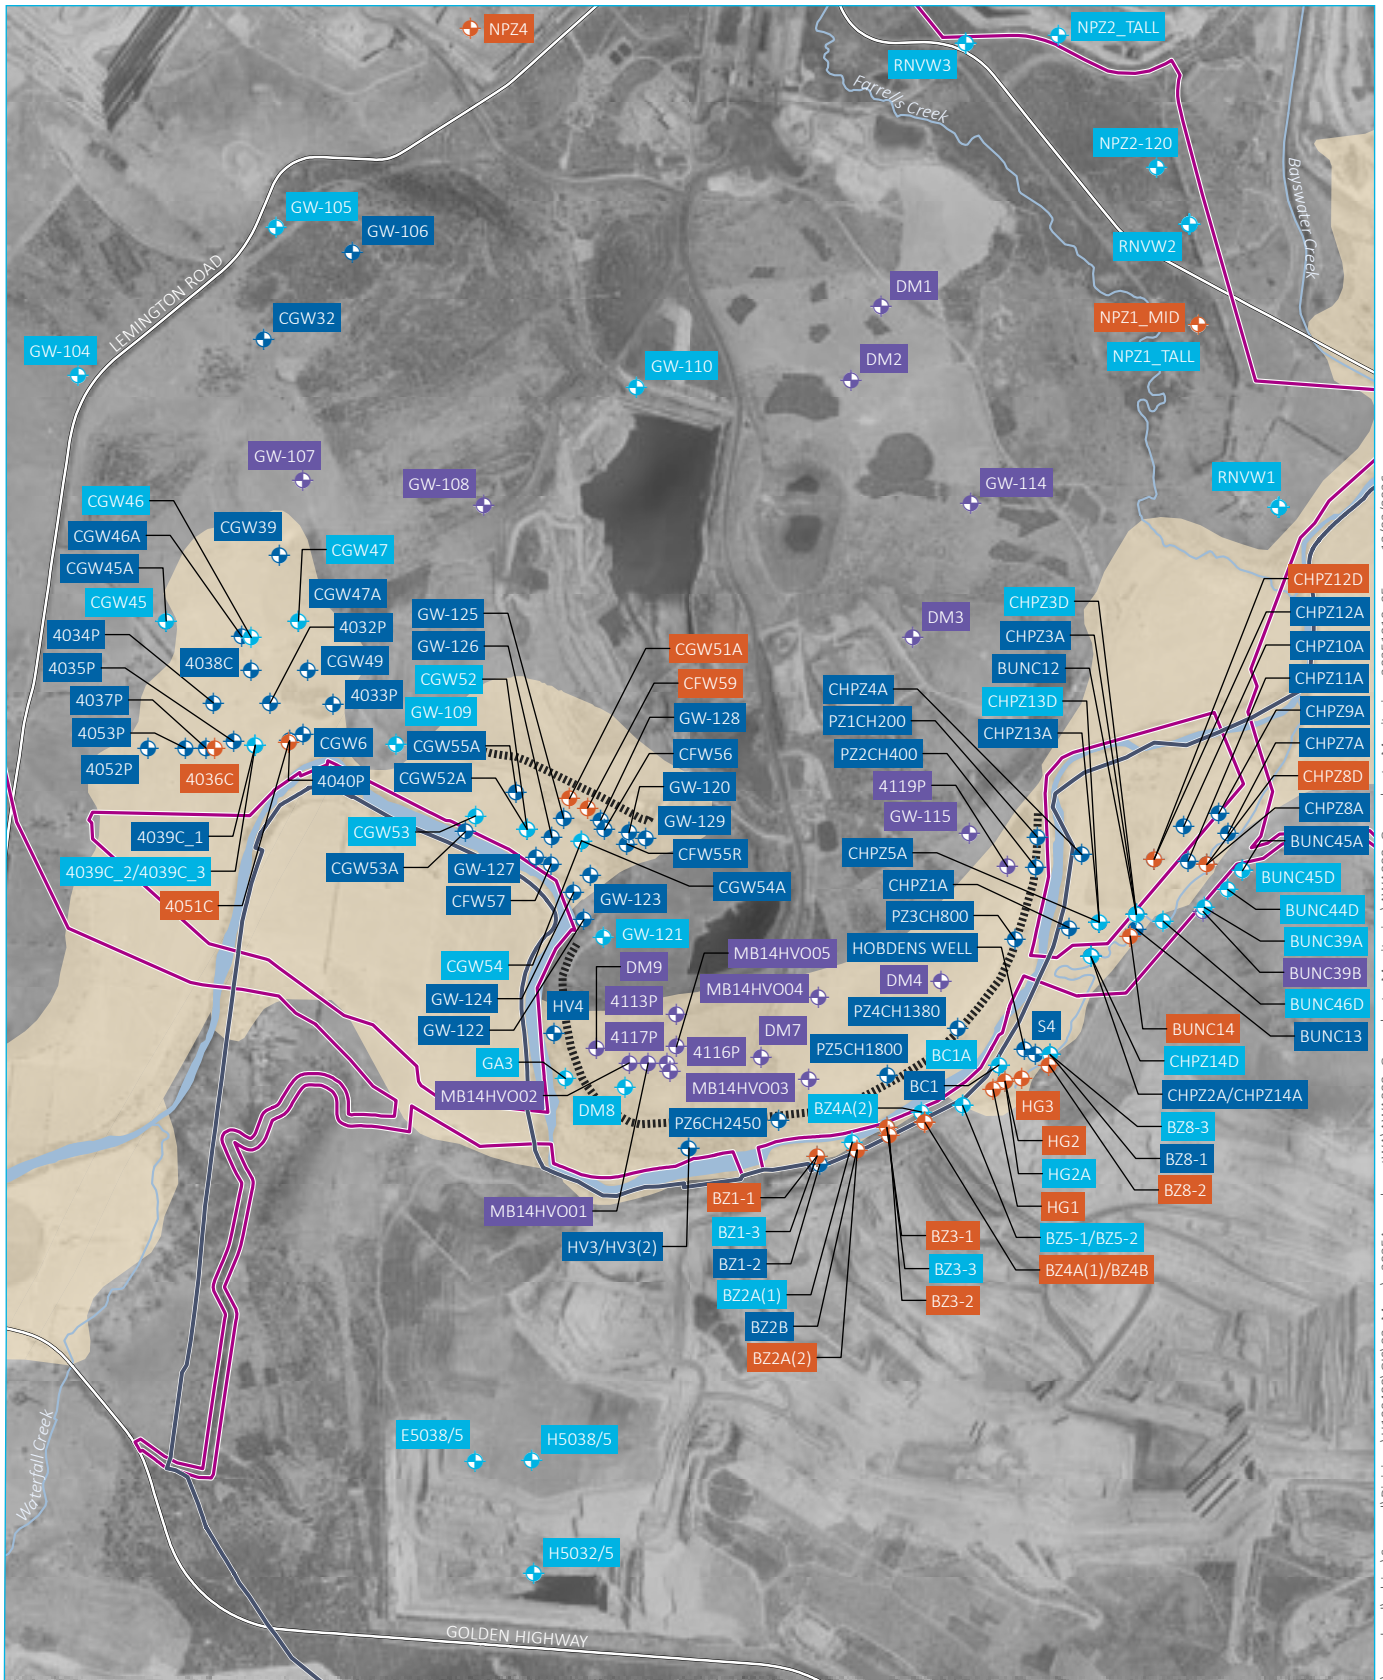 NPZ4
NPZ2_TALL
RNVW3
Farrells Creek
NPZ2-120
Bayswater Creek
GW-105
GW-106
RNVW2
LEMINGTON ROAD
DM1
CGW32
NPZ1_MID
GW-104
NPZ1_TALL
DM2
GW-110
GW-107
GW-108
GW-114
RNVW1
CGW46
CGW39
CGW46A
CGW47
CGW45A
CHPZ12D
CGW47A
CGW45
CHPZ3D
CHPZ12A
GW-125
DM3
4034P
4032P
CHPZ3A
GW-126
CGW51A
CHPZ10A
4035P
4038C
CGW49
BUNC12
CGW52
CFW59
CHPZ11A
CHPZ4A
4037P
4033P
CHPZ13D
GW-109
GW-128
CHPZ9A
PZ1CH200
4053P
CHPZ13A
CGW6
CGW55A
CFW56
CHPZ7A
PZ2CH400
4052P
4036C
4040P
CGW52A
GW-120
4119P
CHPZ8D
CHPZ8A
4039C_1
CGW53
GW-129
GW-115
BUNC45A
CFW55R
CHPZ5A
4039C_2/4039C_3
CGW53A
GW-127
BUNC45D
CGW54A
CHPZ1A
4051C
CFW57
GW-123
BUNC44D
PZ3CH800
GW-121
BUNC39A
HOBDENS WELL
MB14HVO05
CGW54
DM9
DM4
BUNC39B
MB14HVO04
GW-124
4113P
BUNC46D
PZ4CH1380
HV4
GW-122
4117P
DM7
S4
BUNC14
BUNC13
4116P
PZ5CH1800
BC1A
GA3
CHPZ14D
MB14HVO02
MB14HVO03
BC1
CHPZ2A/CHPZ14A
DM8
BZ4A(2)
HG3
PZ6CH2450
BZ8-3
HG2
BZ8-1
HG2A
BZ8-2
BZ1-1
HG1
MB14HVO01
BZ1-3
BZ3-1
BZ5-1/BZ5-2
HV3/HV3(2)
BZ1-2
BZ3-3
BZ4A(1)/BZ4B
BZ2A(1)
BZ3-2
BZ2B
BZ2A(2)
E5038/5
H5038/5
Waterfall Creek
H5032/5
GOLDEN HIGHWAY